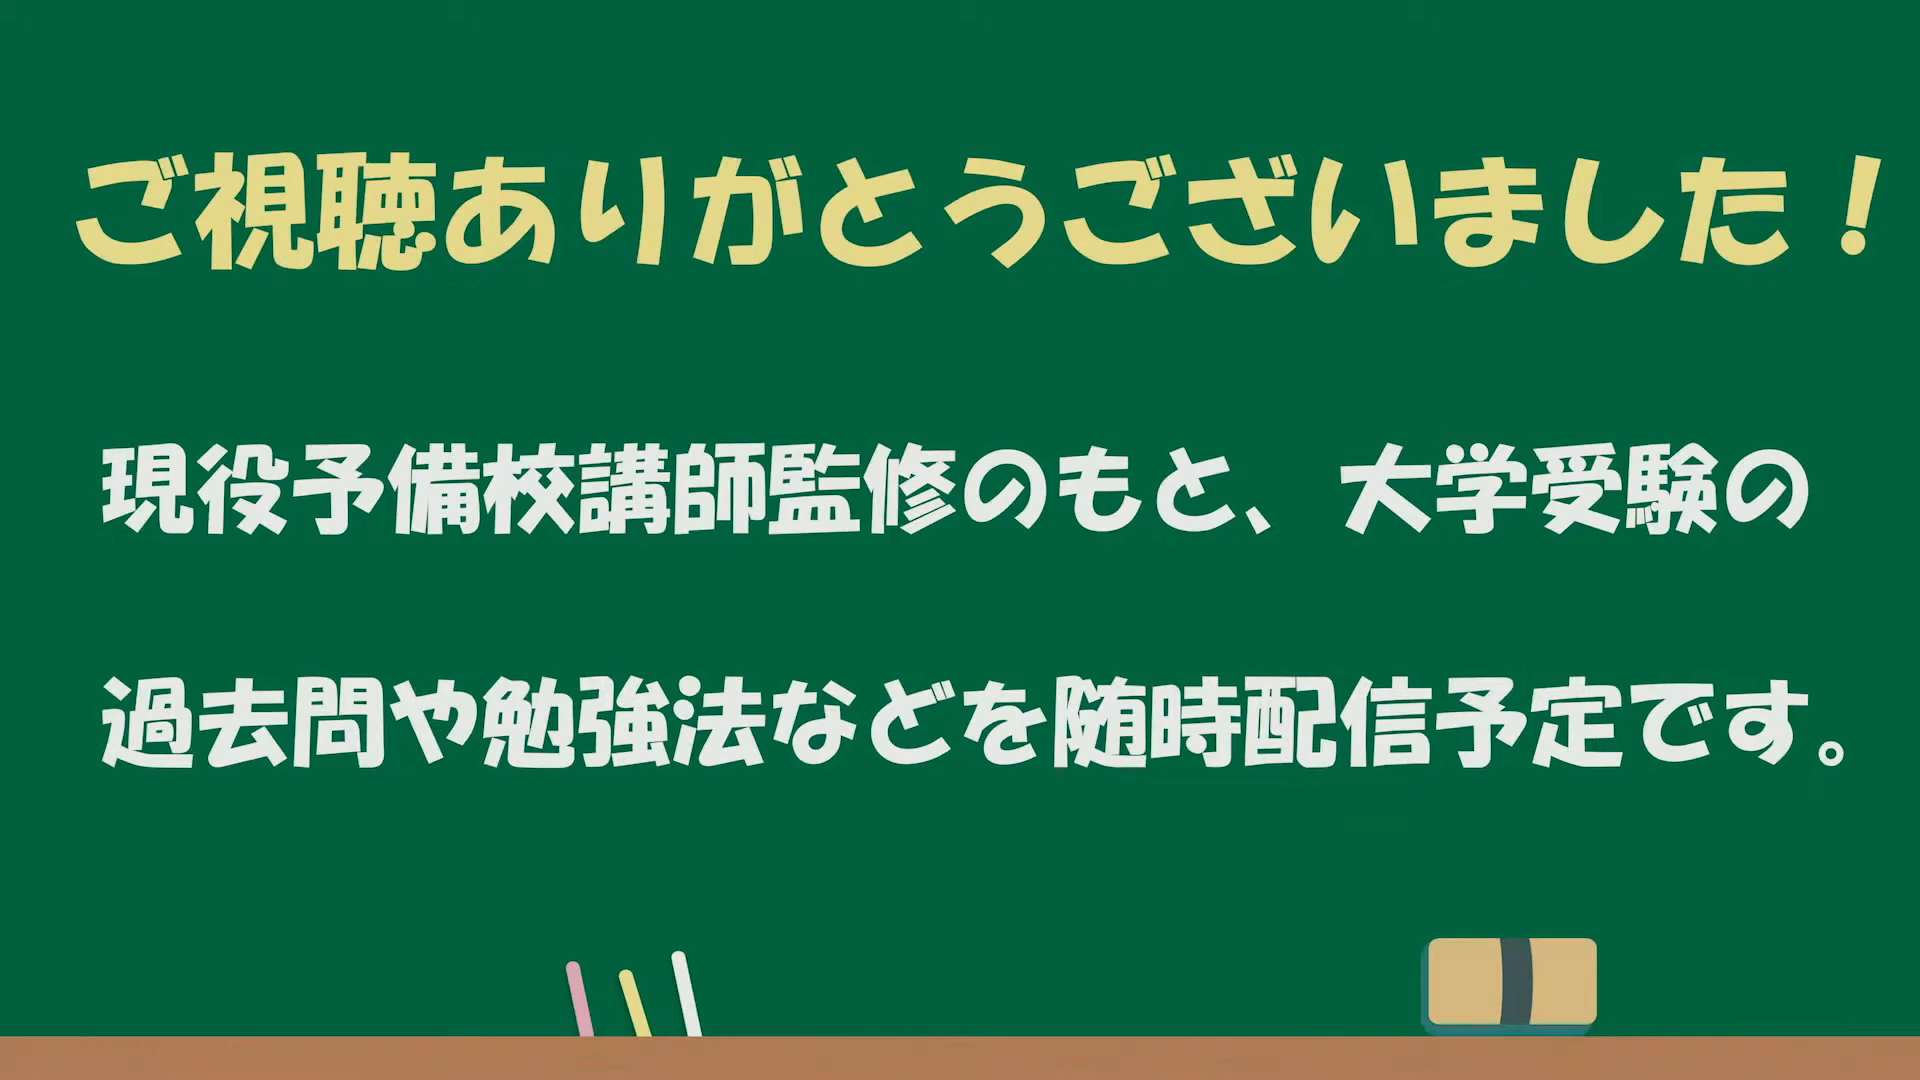 ご視聴ありがとうございました！
現役予備校講師監修のもと、大学受験の
過去問や勉強法などを随時配信予定です。